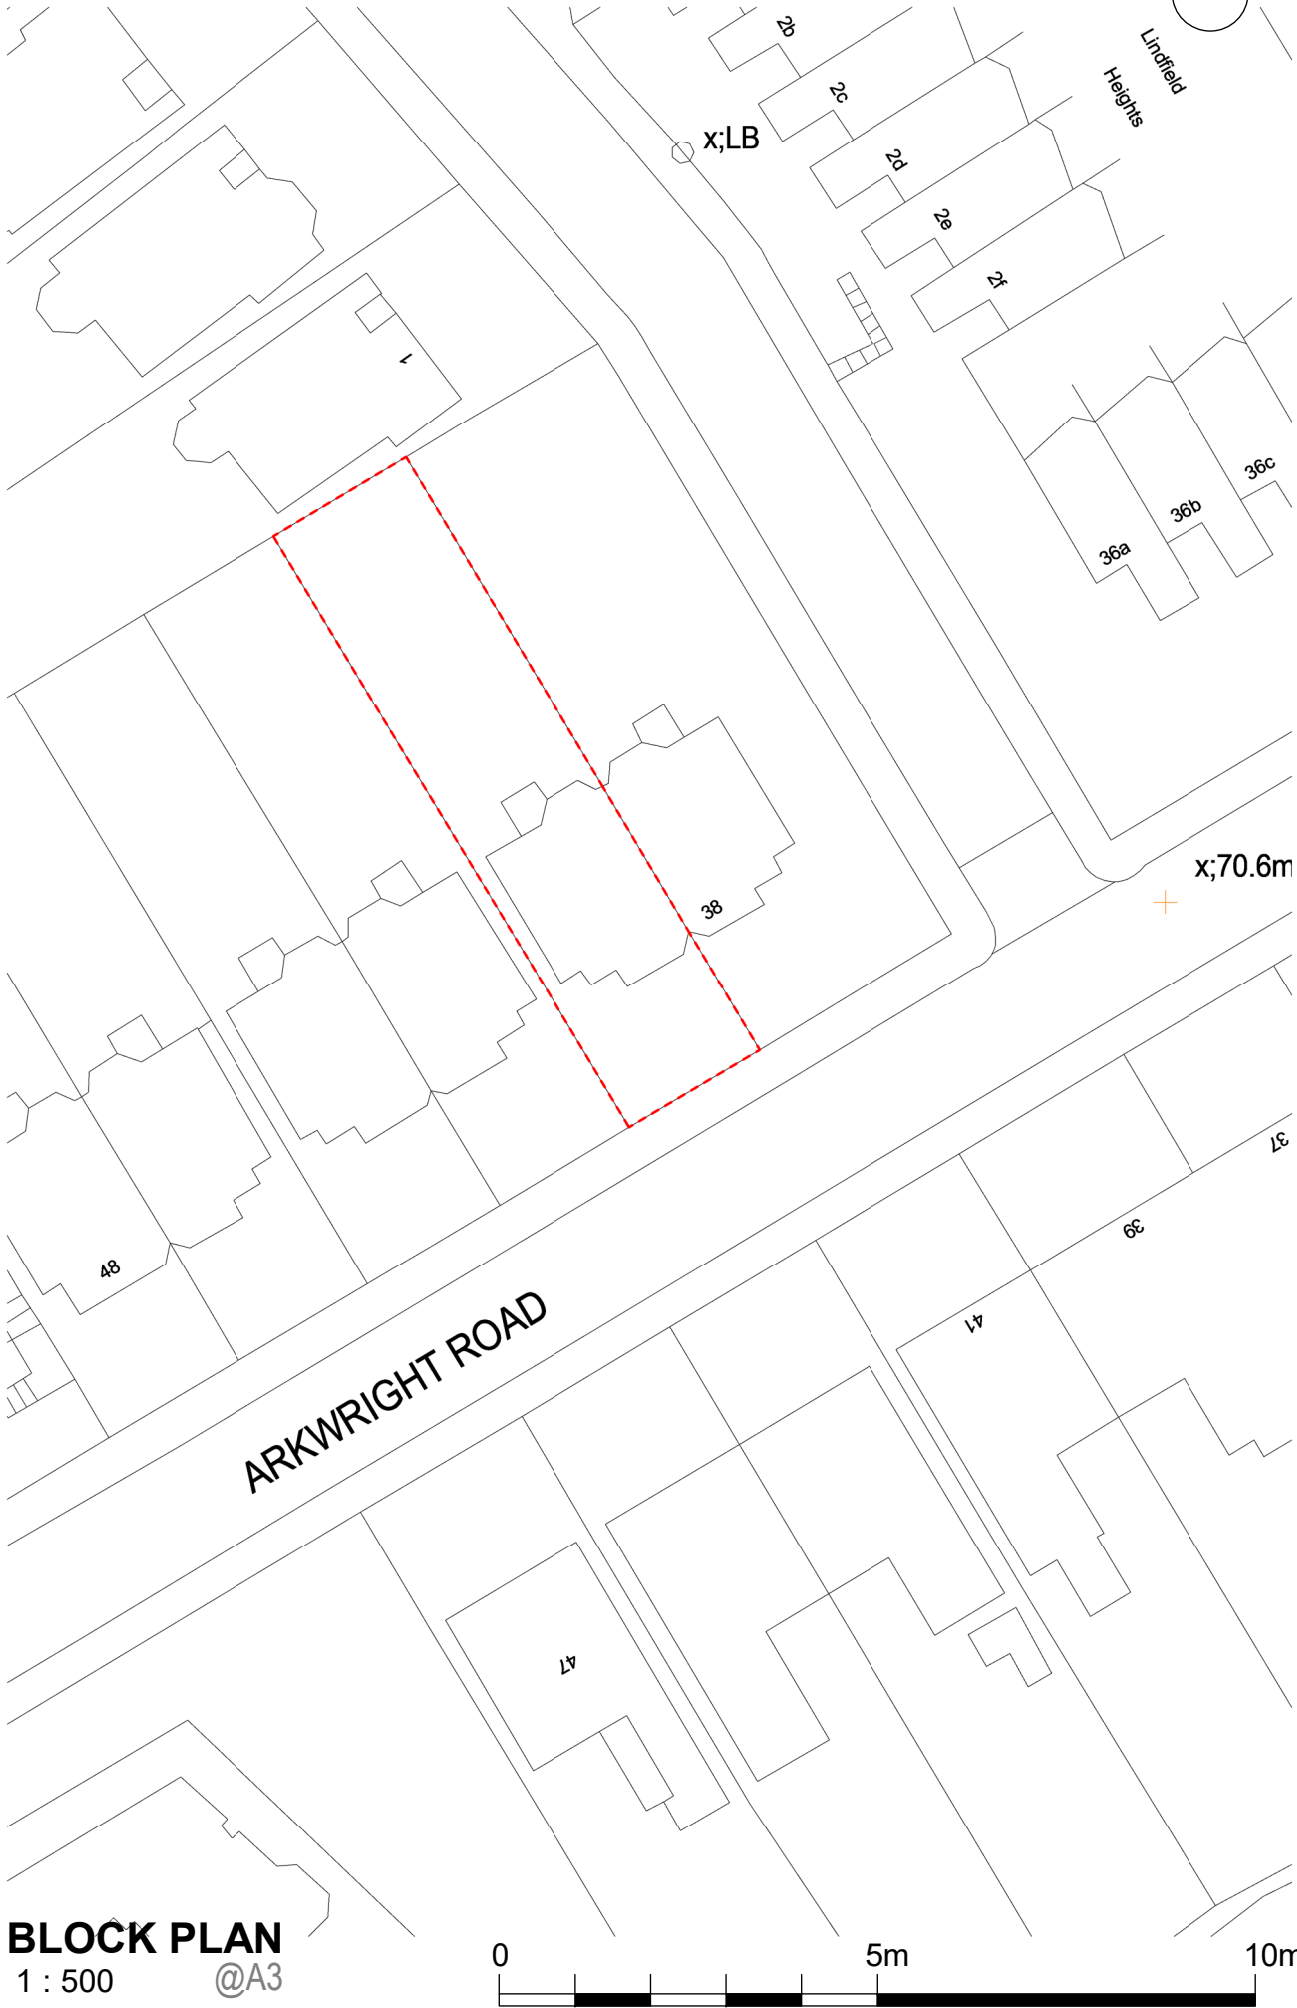 2b
Lindfield
Heights
2c
x;LB
2d
2e
2f
1
36c
36b
36a
x;70.6m
38
37
39
48
41
ARKWRIGHT ROAD
47
BLOCK PLAN
1 : 500 @A3
0 5m 10m